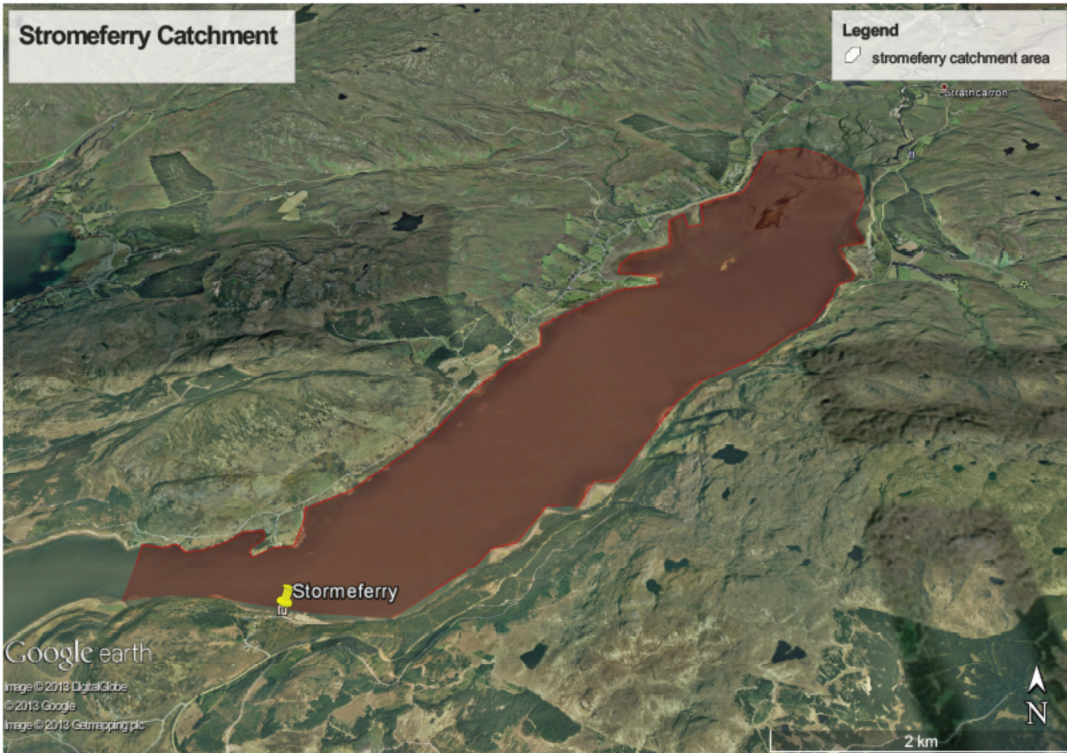 Stromeferry Catchment
Legend
stromeferry catchment area
Strathcarron
Stormeferry
Google earth
Image © 2013 DigitalGlobe
© 2013 Google
Image © 2013 Getmapping plc
N
2 km